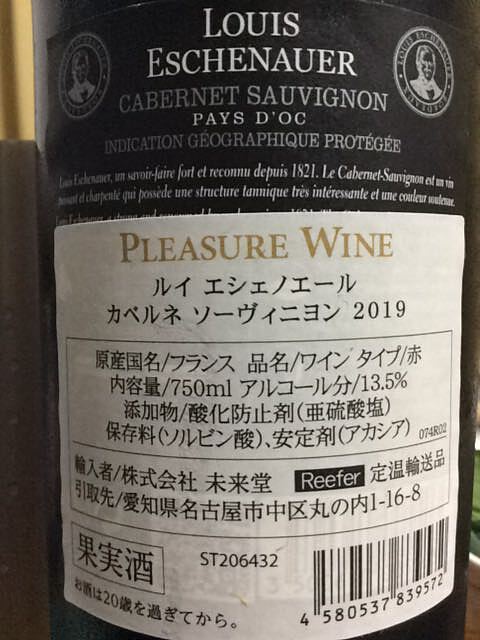 LOUIS
ESCHENAUER
CABERNET SAUVIGNON
PAYS D'OC
INDICATION GÉOGRAPHIQUE PROTÉGÉE
Louis Eschenauer, un savoir-faire fort et reconnu depuis 1821. Le Cabernet-Sauvignon est un vin
puissant et charpenté qui possède une structure tannique très intéressante et une couleur soutenue.
PLEASURE WINE
ルイ エシェノエール
カベルネ ソーヴィニヨン 2019
原産国名/フランス 品名/ワイン タイプ/赤
内容量/750ml アルコール分/13.5%
添加物/酸化防止剤(亜硫酸塩)
保存料(ソルビン酸)、安定剤(アカシア) 074R02
輸入者/株式会社 未来堂 Reefer 定温輸送品
引取先/愛知県名古屋市中区丸の内1-16-8
果実酒 ST206432
お酒は20歳を過ぎてから。
4 580537 839572